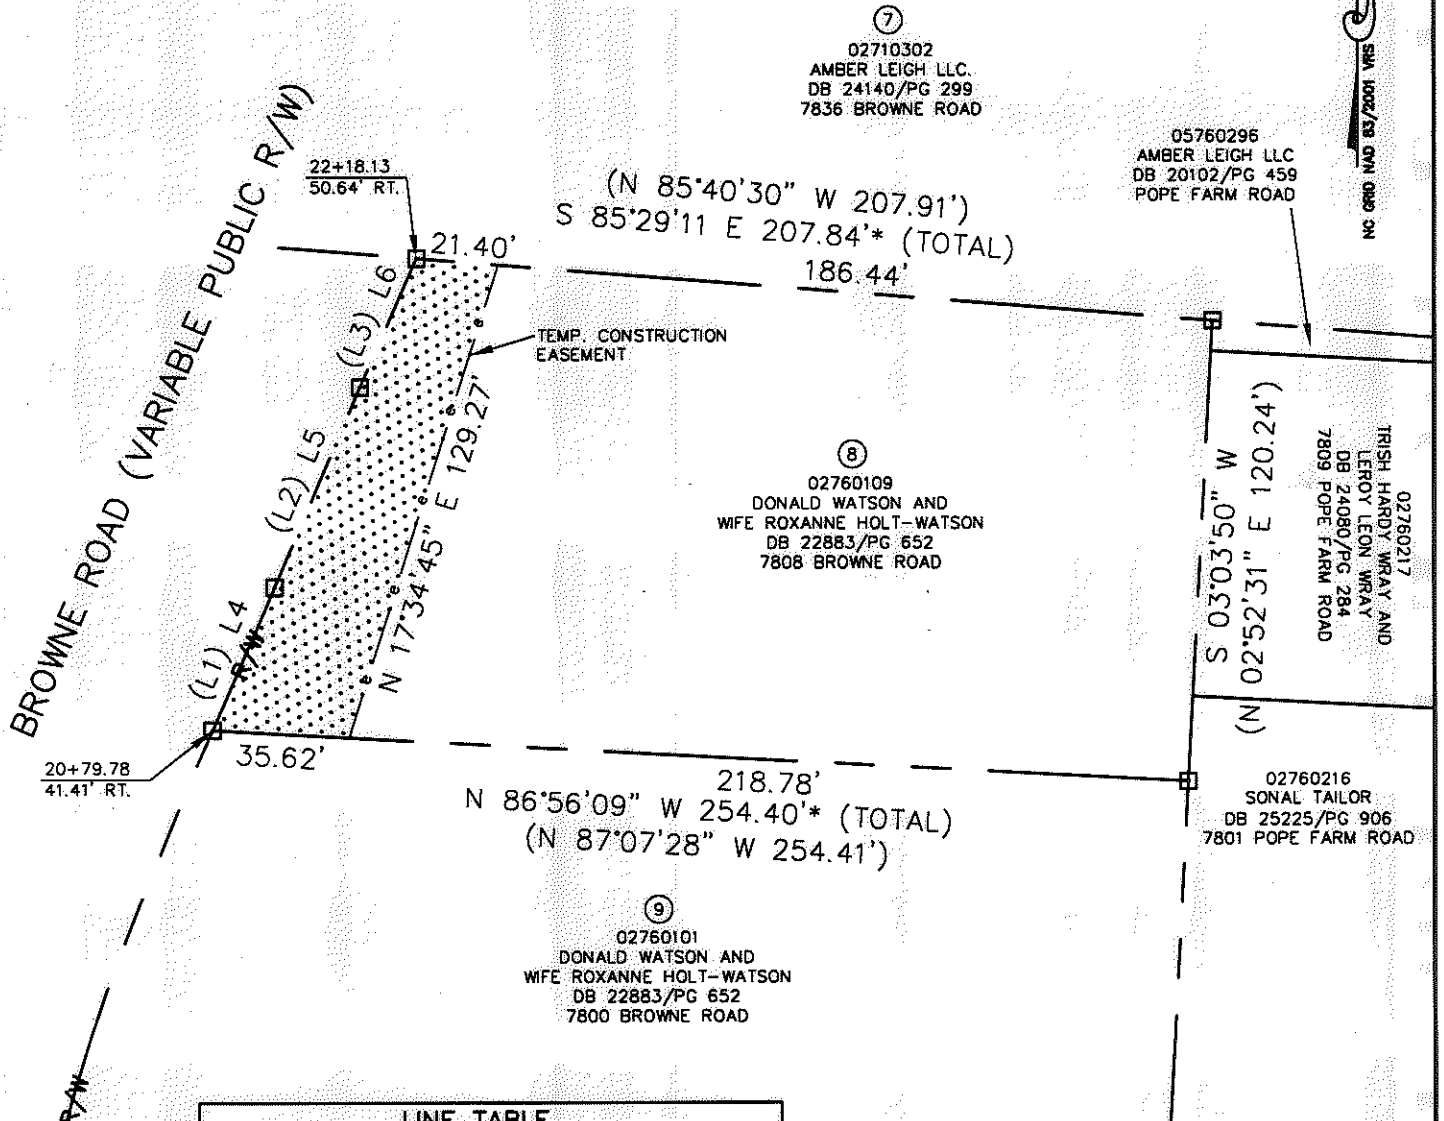 7
02710302
AMBER LEIGH LLC.
DB 24140/PG 299
7836 BROWNE ROAD
NC GRID NAD 83/2001 VRS
05760296
AMBER LEIGH LLC
DB 20102/PG 459
POPE FARM ROAD
BROWNE ROAD (VARIABLE PUBLIC R/W)
22+18.13
50.64' RT.
(N 85°40'30" W 207.91')
S 85°29'11 E 207.84'* (TOTAL)
21.40'
186.44'
(L3) L6
TEMP. CONSTRUCTION
EASEMENT
e
e
e
e
e
e
N 17°34'45" E 129.27'
(L2) L5
(L1) L4
R/W
8
02760109
DONALD WATSON AND
WIFE ROXANNE HOLT-WATSON
DB 22883/PG 652
7808 BROWNE ROAD
S 03°03'50" W
(N 02°52'31" E 120.24')
02760217
TRISH HARDY WRAY AND
LEROY LEON WRAY
DB 24080/PG 284
7809 POPE FARM ROAD
20+79.78
41.41' RT.
35.62'
218.78'
N 86°56'09" W 254.40'* (TOTAL)
(N 87°07'28" W 254.41')
02760216
SONAL TAILOR
DB 25225/PG 906
7801 POPE FARM ROAD
9
02760101
DONALD WATSON AND
WIFE ROXANNE HOLT-WATSON
DB 22883/PG 652
7800 BROWNE ROAD
R/W
LINE TABLE